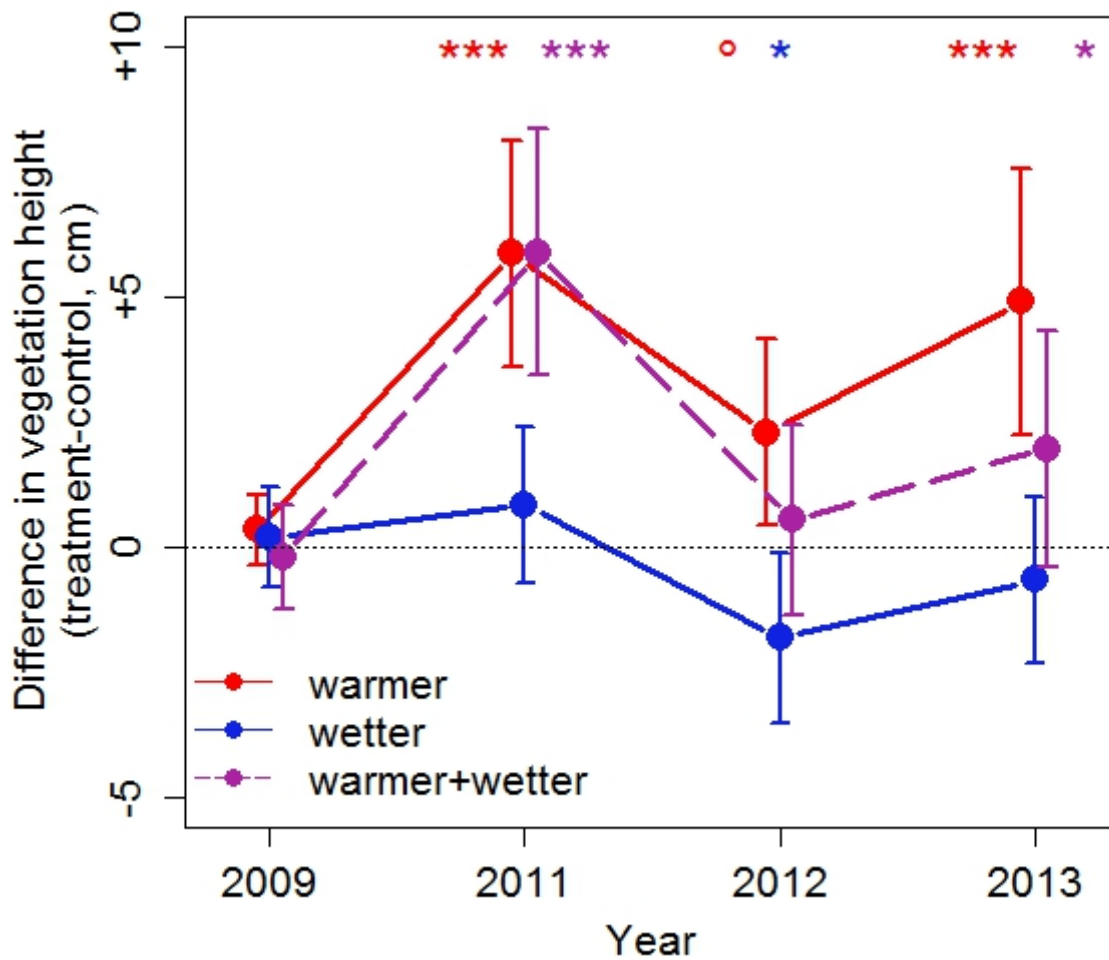 +10
*** *** ° * *** *
Difference in vegetation height
(treatment-control, cm)
+5
0
-5
warmer
wetter
warmer+wetter
2009 2011 2012 2013
Year